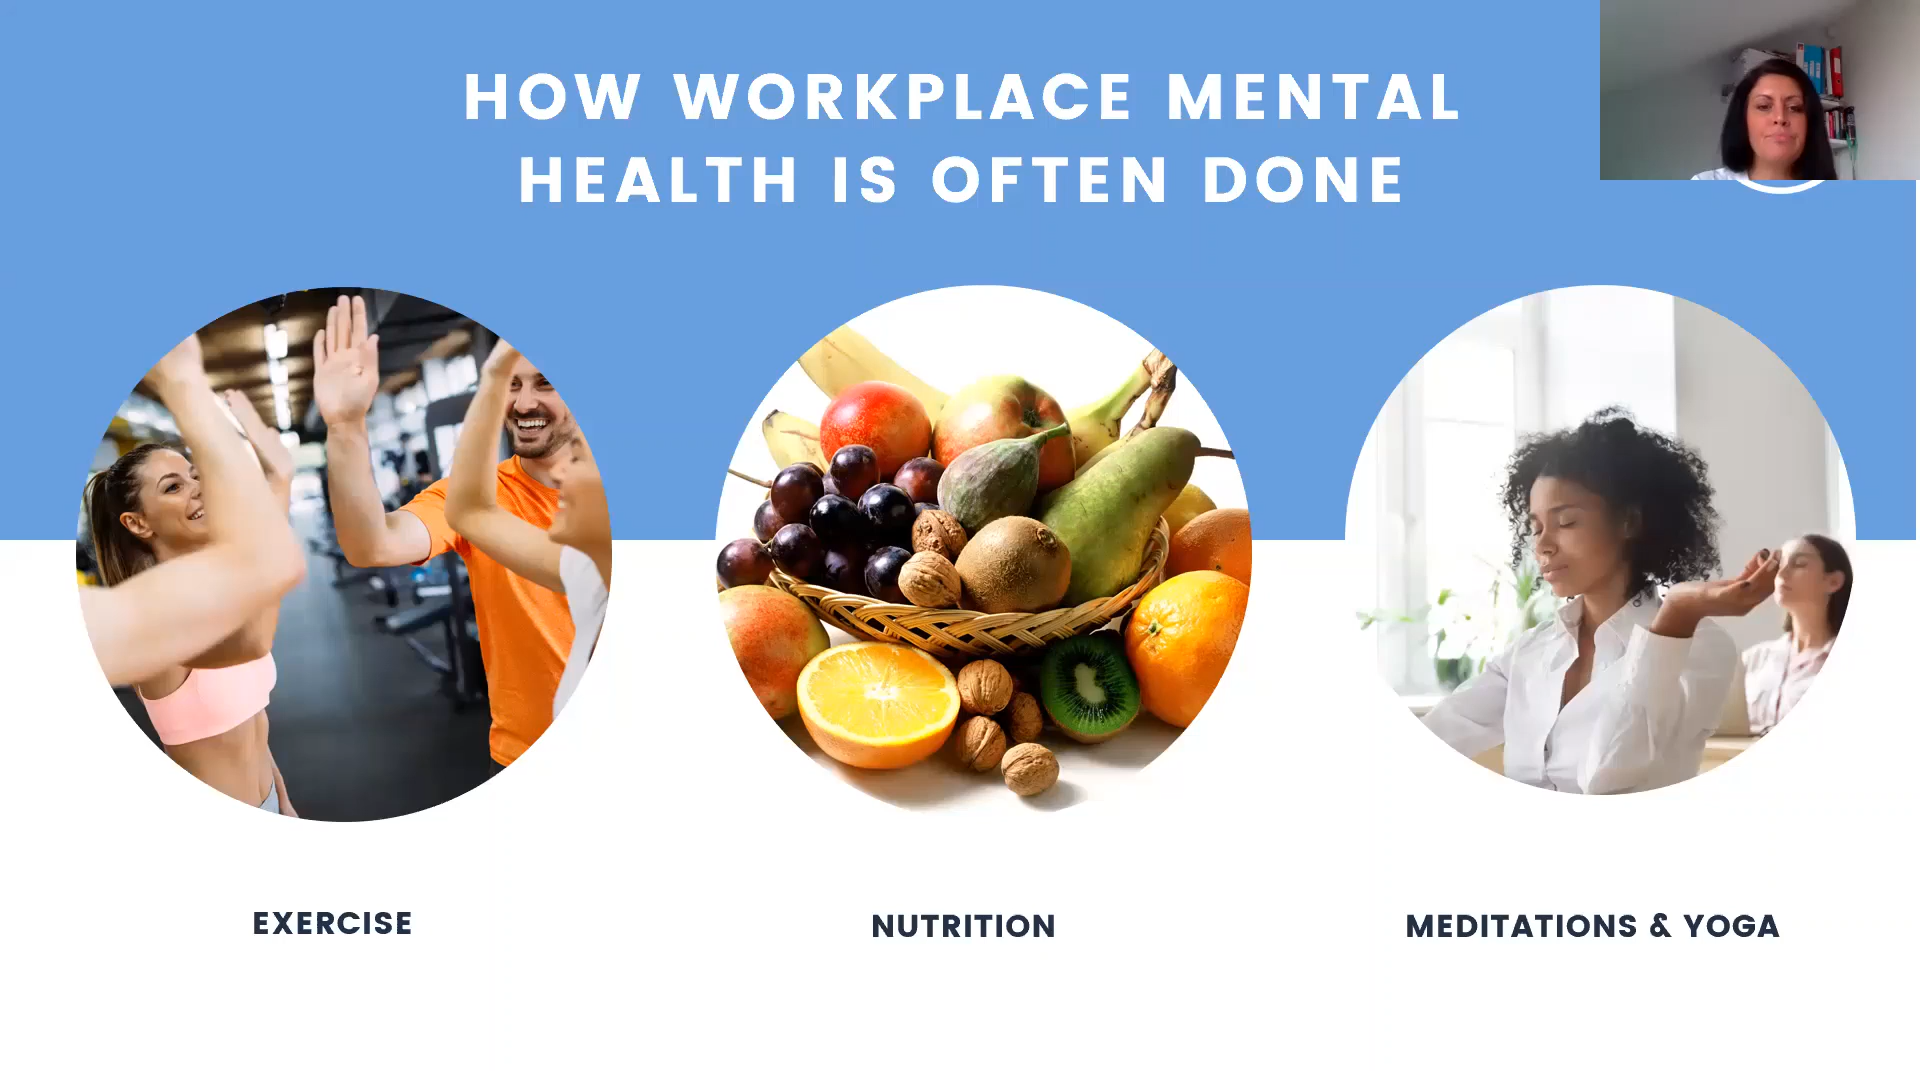 HOW WORKPLACE MENTAL
HEALTH IS OFTEN DONE
EXERCISE
NUTRITION
MEDITATIONS & YOGA